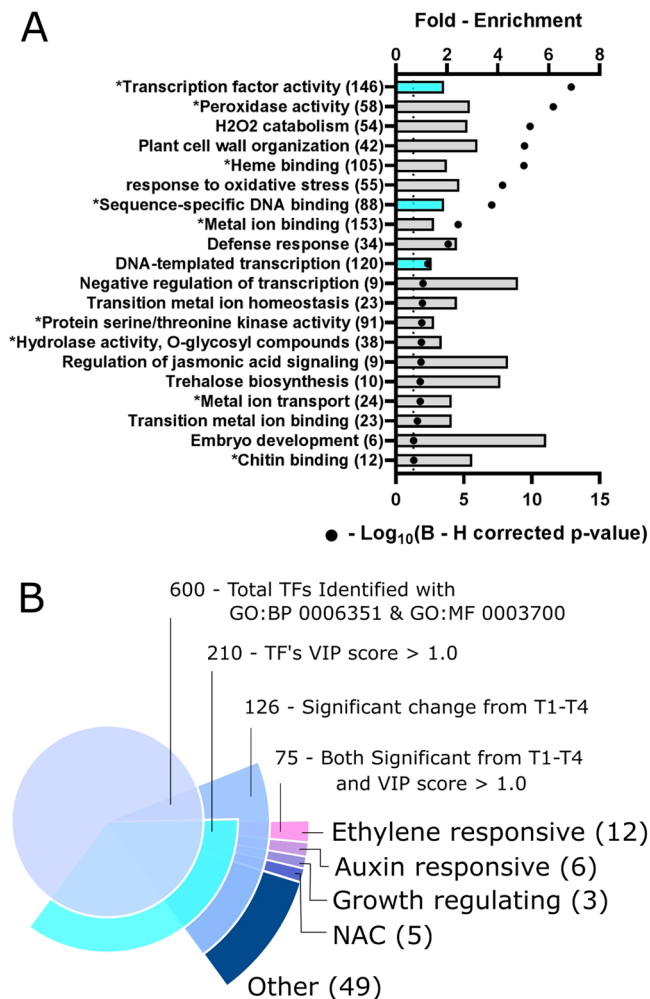 A
Fold - Enrichment
0 2 4 6 8
*Transcription factor activity (146)
*Peroxidase activity (58)
H2O2 catabolism (54)
Plant cell wall organization (42)
*Heme binding (105)
response to oxidative stress (55)
*Sequence-specific DNA binding (88)
*Metal ion binding (153)
Defense response (34)
DNA-templated transcription (120)
Negative regulation of transcription (9)
Transition metal ion homeostasis (23)
*Protein serine/threonine kinase activity (91)
*Hydrolase activity, O-glycosyl compounds (38)
Regulation of jasmonic acid signaling (9)
Trehalose biosynthesis (10)
*Metal ion transport (24)
Transition metal ion binding (23)
Embryo development (6)
*Chitin binding (12)
0 5 10 15
● - Log₁₀(B - H corrected p-value)
B
600 - Total TFs Identified with
GO:BP 0006351 & GO:MF 0003700
210 - TF's VIP score > 1.0
126 - Significant change from T1-T4
75 - Both Significant from T1-T4
and VIP score > 1.0
Ethylene responsive (12)
Auxin responsive (6)
Growth regulating (3)
NAC (5)
Other (49)